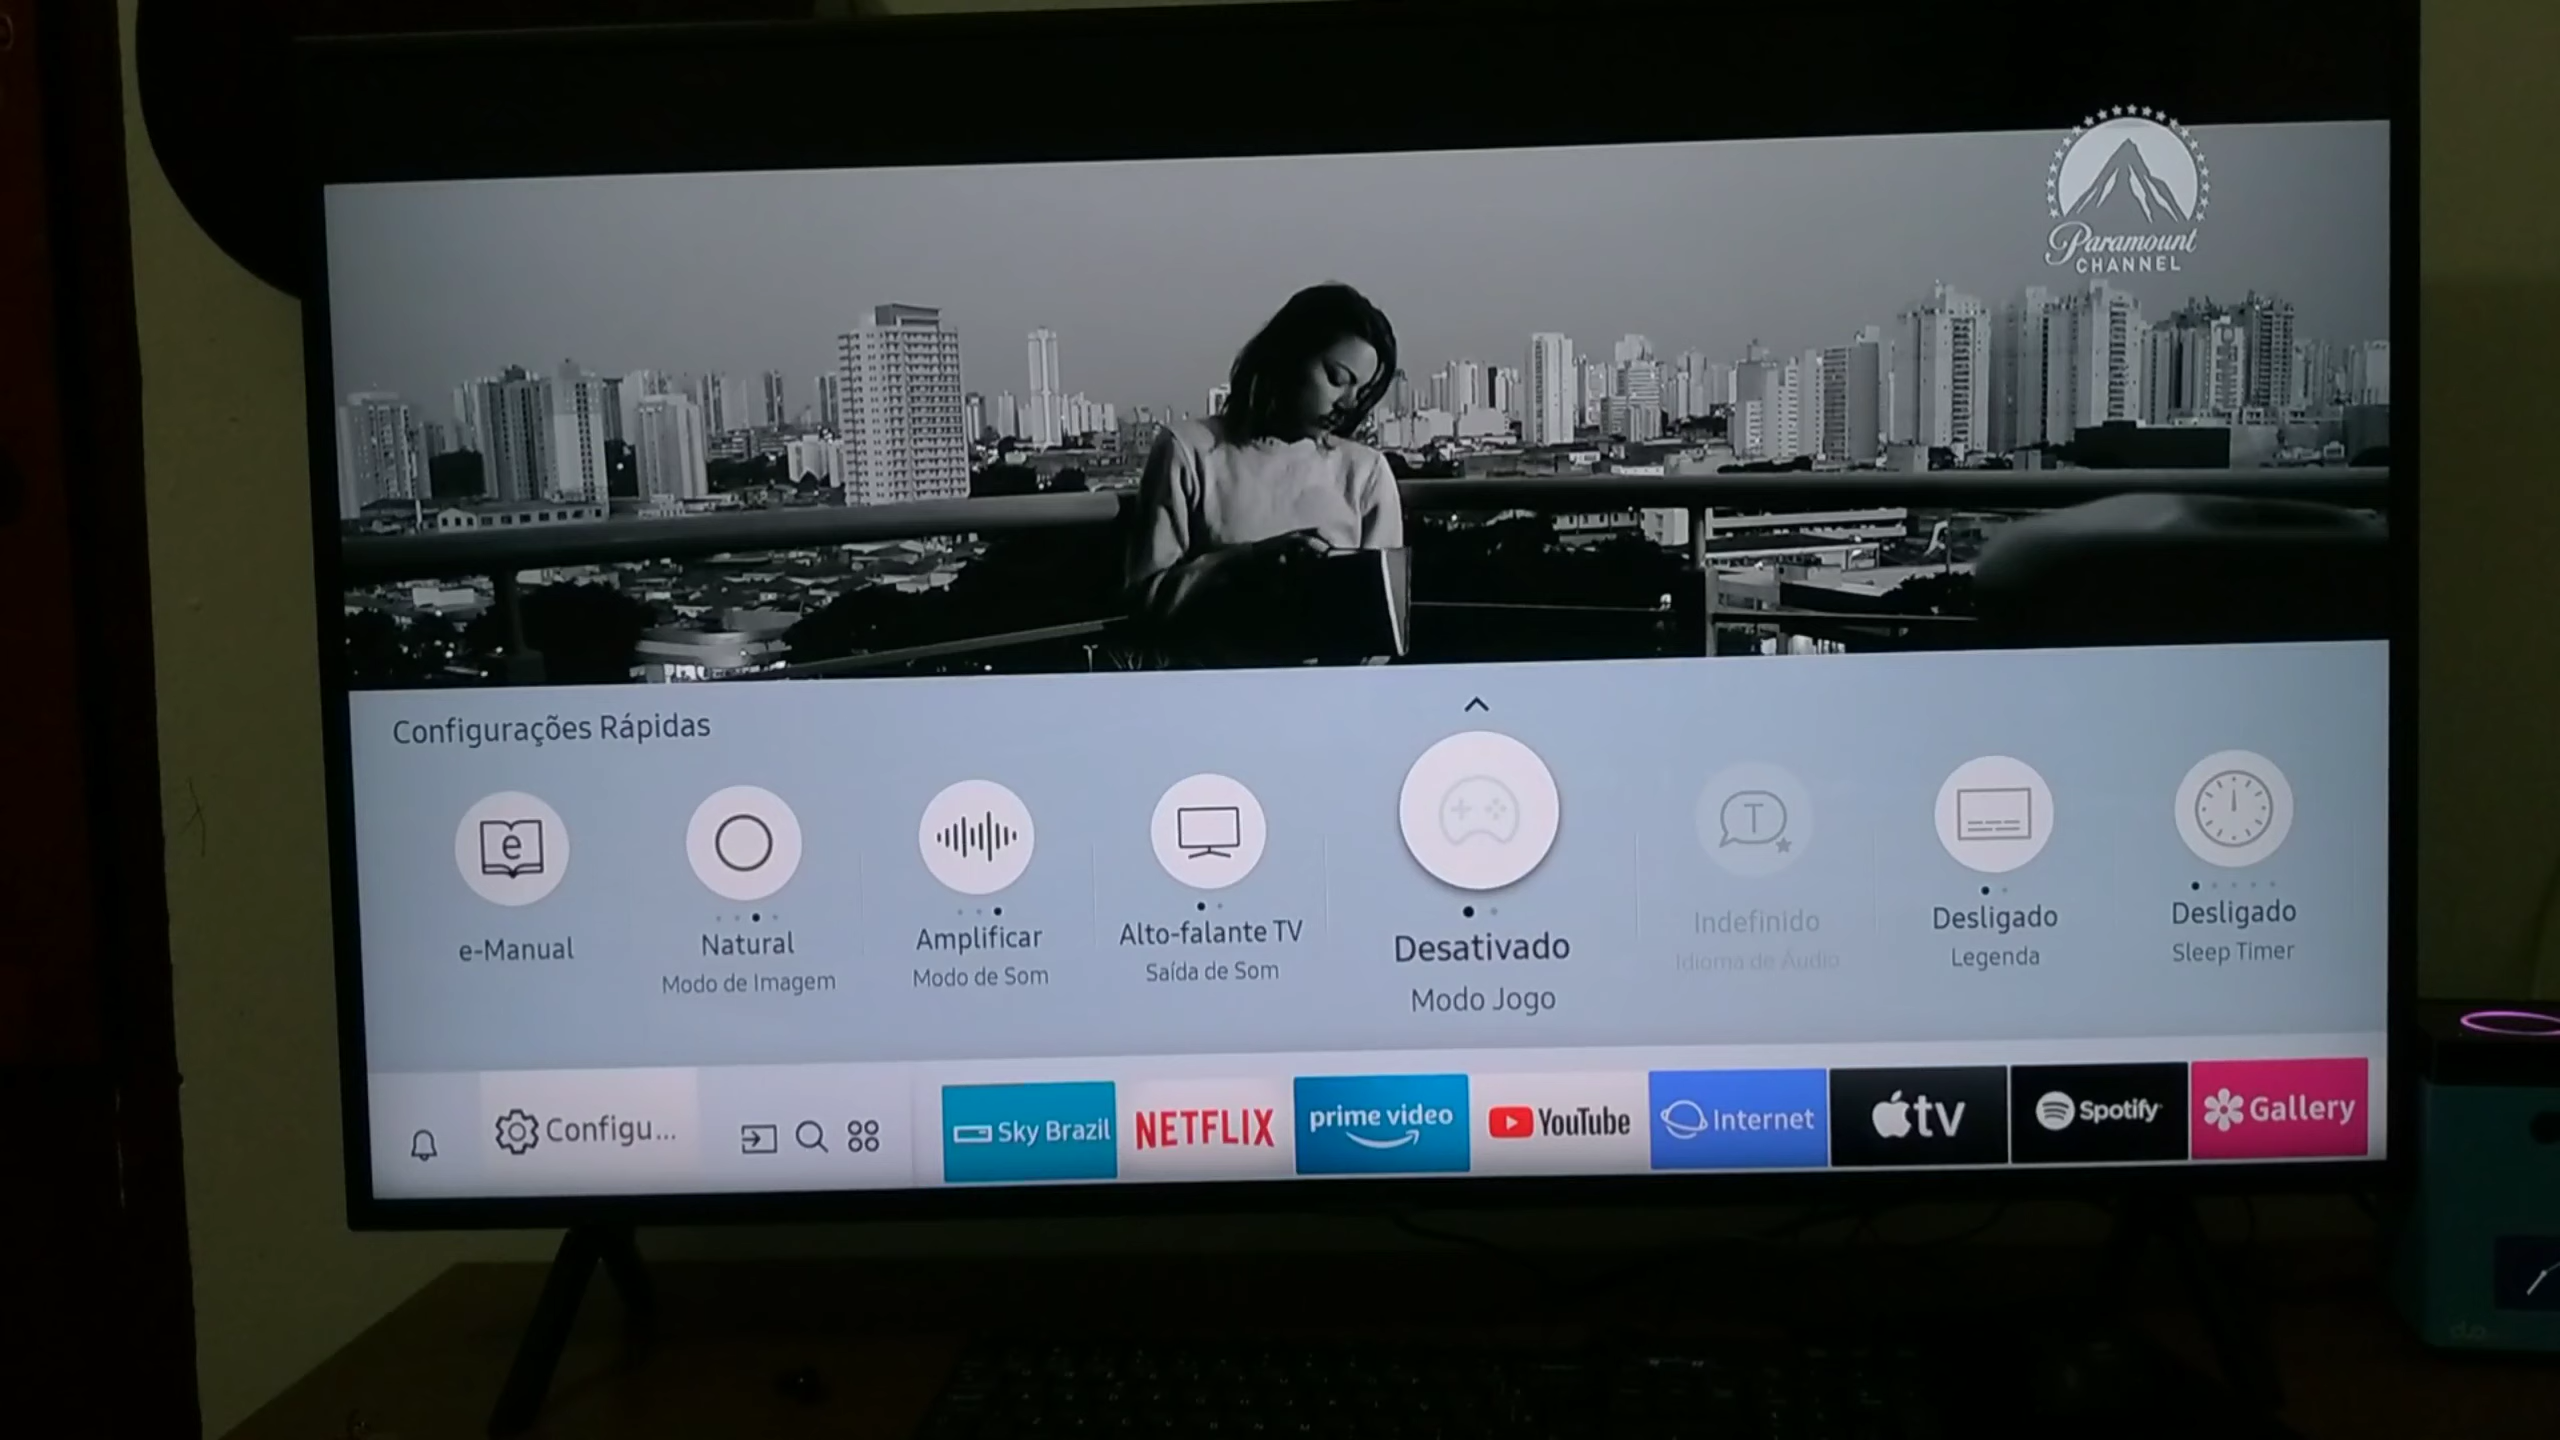 Paramount
CHANNEL
Configurações Rápidas
e
e-Manual
Natural
Modo de Imagem
Amplificar
Modo de Som
Alto-falante TV
Saída de Som
Desativado
Modo Jogo
T
Indefinido
Idioma de Áudio
Desligado
Legenda
Desligado
Sleep Timer
Configu...
Sky Brazil
NETFLIX
prime video
YouTube
Internet
tv
Spotify
Gallery